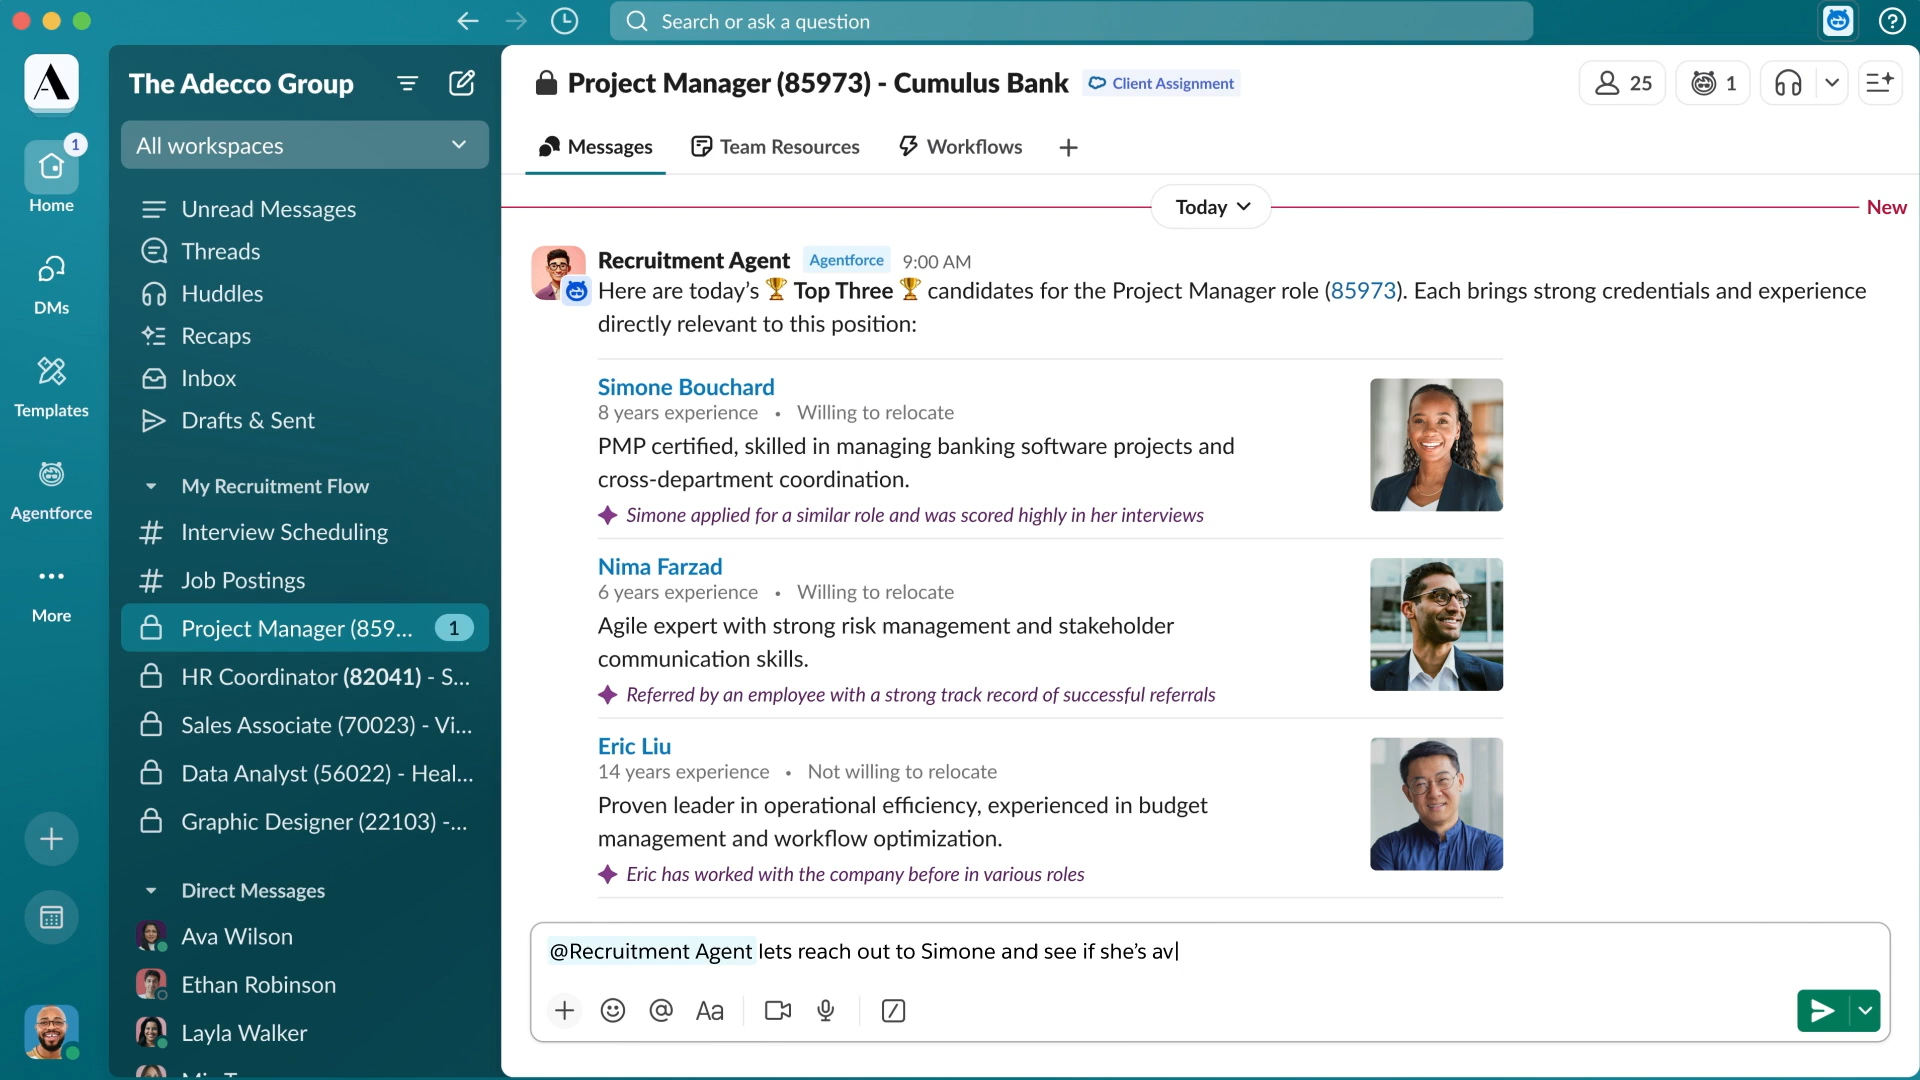 Search or ask a question
The Adecco Group
All workspaces
1
Home
DMs
Templates
Agentforce
More
Unread Messages
Threads
Huddles
Recaps
Inbox
Drafts & Sent
My Recruitment Flow
Interview Scheduling
Job Postings
Project Manager (859... 1
HR Coordinator (82041) - S...
Sales Associate (70023) - Vi...
Data Analyst (56022) - Heal...
Graphic Designer (22103) -...
Direct Messages
Ava Wilson
Ethan Robinson
Layla Walker
Project Manager (85973) - Cumulus Bank Client Assignment
25 1
Messages Team Resources Workflows
Today New
Recruitment Agent Agentforce 9:00 AM
Here are today’s 🏆 Top Three 🏆 candidates for the Project Manager role (85973). Each brings strong credentials and experience
directly relevant to this position:
Simone Bouchard
8 years experience • Willing to relocate
PMP certified, skilled in managing banking software projects and
cross-department coordination.
Simone applied for a similar role and was scored highly in her interviews
Nima Farzad
6 years experience • Willing to relocate
Agile expert with strong risk management and stakeholder
communication skills.
Referred by an employee with a strong track record of successful referrals
Eric Liu
14 years experience • Not willing to relocate
Proven leader in operational efficiency, experienced in budget
management and workflow optimization.
Eric has worked with the company before in various roles
@Recruitment Agent lets reach out to Simone and see if she’s av
Aa